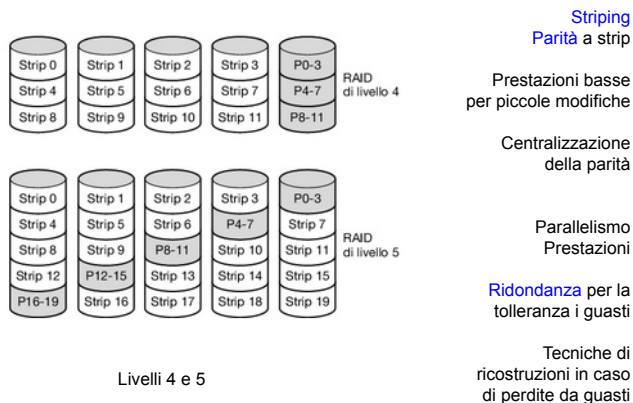 Strip 0 Strip 1 Strip 2 Strip 3 P0-3
Strip 4 Strip 5 Strip 6 Strip 7 P4-7
Strip 8 Strip 9 Strip 10 Strip 11 P8-11
RAID
di livello 4
Strip 0 Strip 1 Strip 2 Strip 3 P0-3
Strip 4 Strip 5 Strip 6 P4-7 Strip 7
Strip 8 Strip 9 P8-11 Strip 10 Strip 11
Strip 12 P12-15 Strip 13 Strip 14 Strip 15
P16-19 Strip 16 Strip 17 Strip 18 Strip 19
RAID
di livello 5
Livelli 4 e 5
Striping
Parità a strip
Prestazioni basse
per piccole modifiche
Centralizzazione
della parità
Parallelismo
Prestazioni
Ridondanza per la
tolleranza i guasti
Tecniche di
ricostruzioni in caso
di perdite da guasti